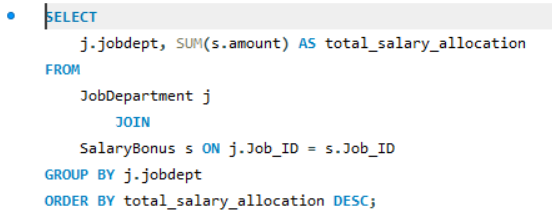 SELECT
j.jobdept, SUM(s.amount) AS total_salary_allocation
FROM
JobDepartment j
JOIN
SalaryBonus s ON j.Job_ID = s.Job_ID
GROUP BY j.jobdept
ORDER BY total_salary_allocation DESC;